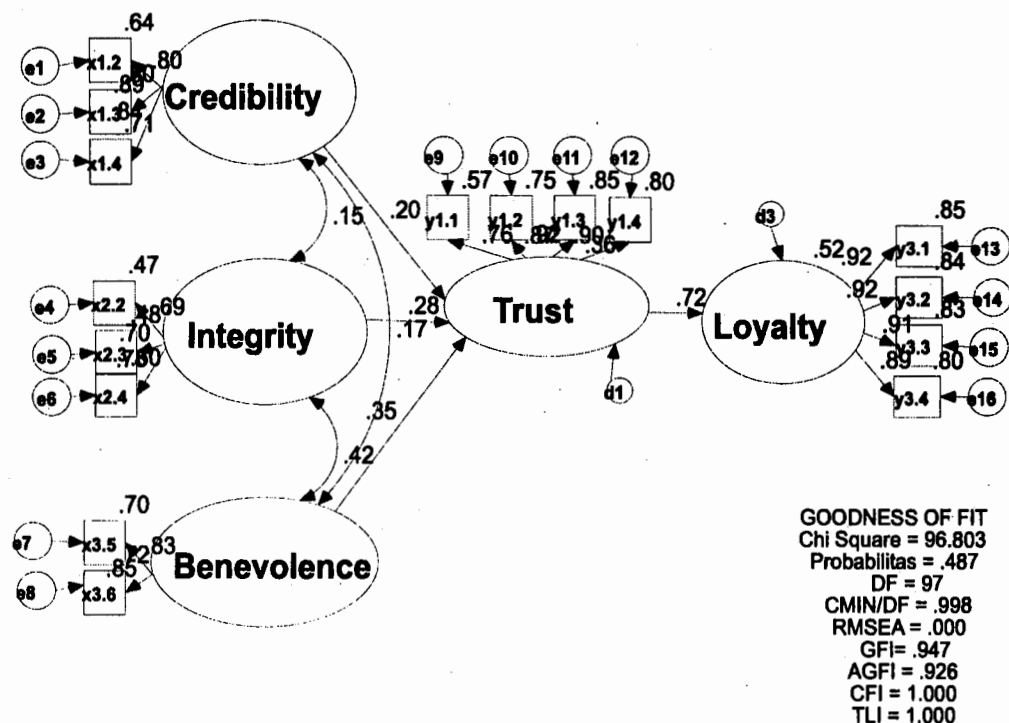 .64
e1
x1.2
.80
.89
e2
x1.3
.71
e3
x1.4
Credibility
.15
.20
e9
e10
e11
e12
.57
.75
.85
.80
y1.1
y1.2
y1.3
y1.4
.76
Trust
d1
.47
e4
x2.2
.69
.70
e5
x2.3
e6
x2.4
Integrity
.28
.17
.35
.42
.70
e7
x3.5
.83
.85
e8
x3.6
Benevolence
.72
d3
.52
Loyalty
.92
.85
y3.1
e13
.84
.92
y3.2
e14
.83
.91
y3.3
e15
.80
.89
y3.4
e16
GOODNESS OF FIT
Chi Square = 96.803
Probabilitas = .487
DF = 97
CMIN/DF = .998
RMSEA = .000
GFI= .947
AGFI = .926
CFI = 1.000
TLI = 1.000